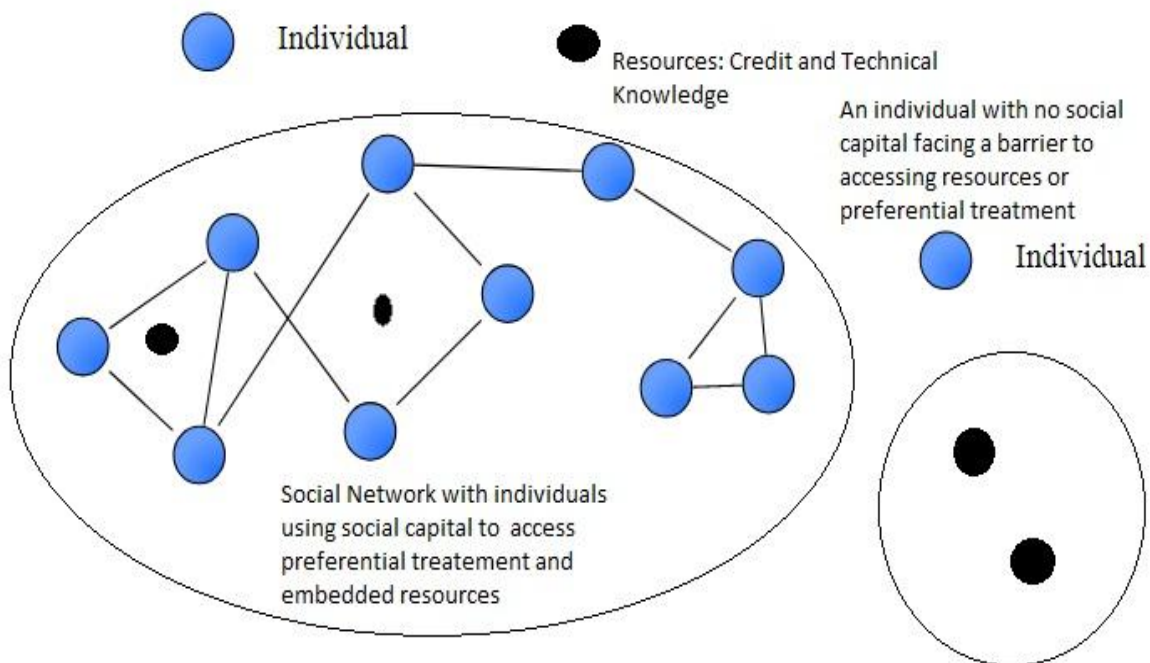 Individual
Resources: Credit and Technical
Knowledge
An individual with no social
capital facing a barrier to
accessing resources or
preferential treatment
Individual
Social Network with individuals
using social capital to access
preferential treatement and
embedded resources